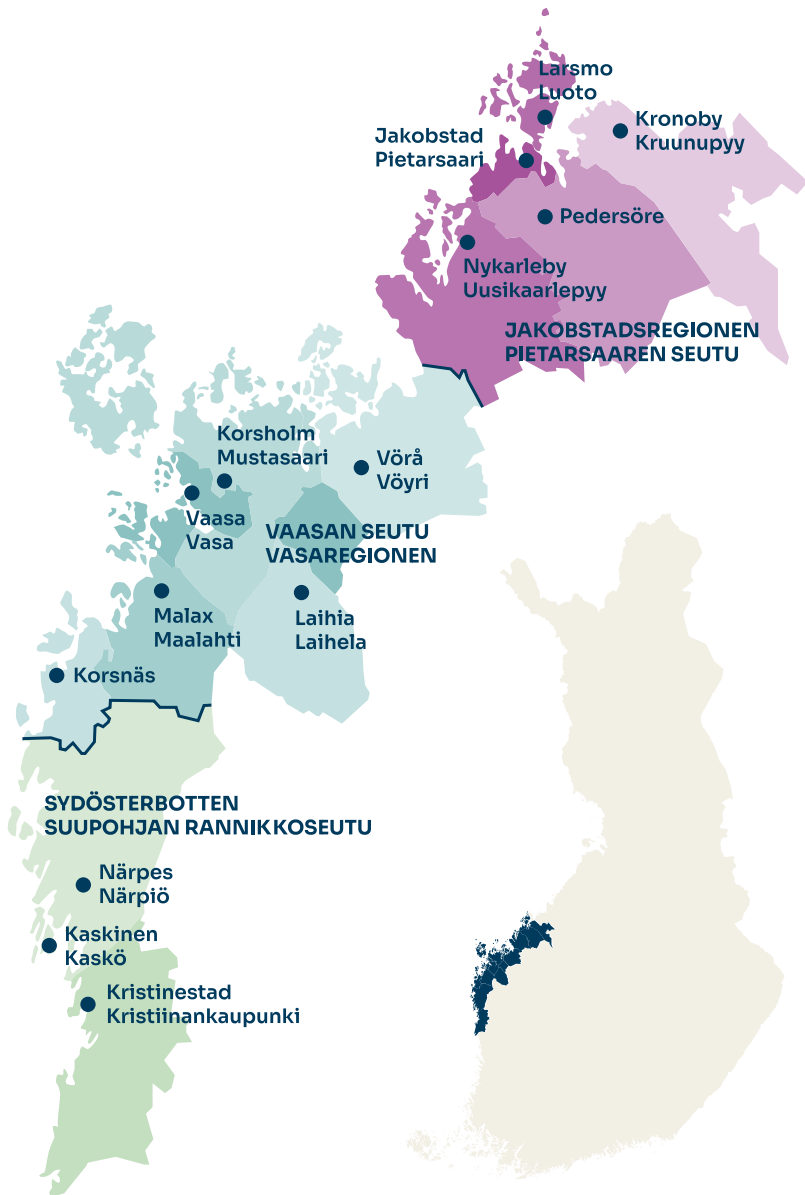 Larsmo
Luoto
Kronoby
Kruunupyy
Jakobstad
Pietarsaari
Pedersöre
Nykarleby
Uusikaarlepyy
JAKOBSTADSREGIONEN
PIETARSAAREN SEUTU
Korsholm
Mustasaari
Vörå
Vöyri
Vaasa
Vasa
VAASAN SEUTU
VASAREGIONEN
Malax
Maalahti
Laihia
Laihela
Korsnäs
SYDÖSTERBOTTEN
SUUPOHJAN RANNIKKOSEUTU
Närpes
Närpiö
Kaskinen
Kaskö
Kristinestad
Kristiinankaupunki